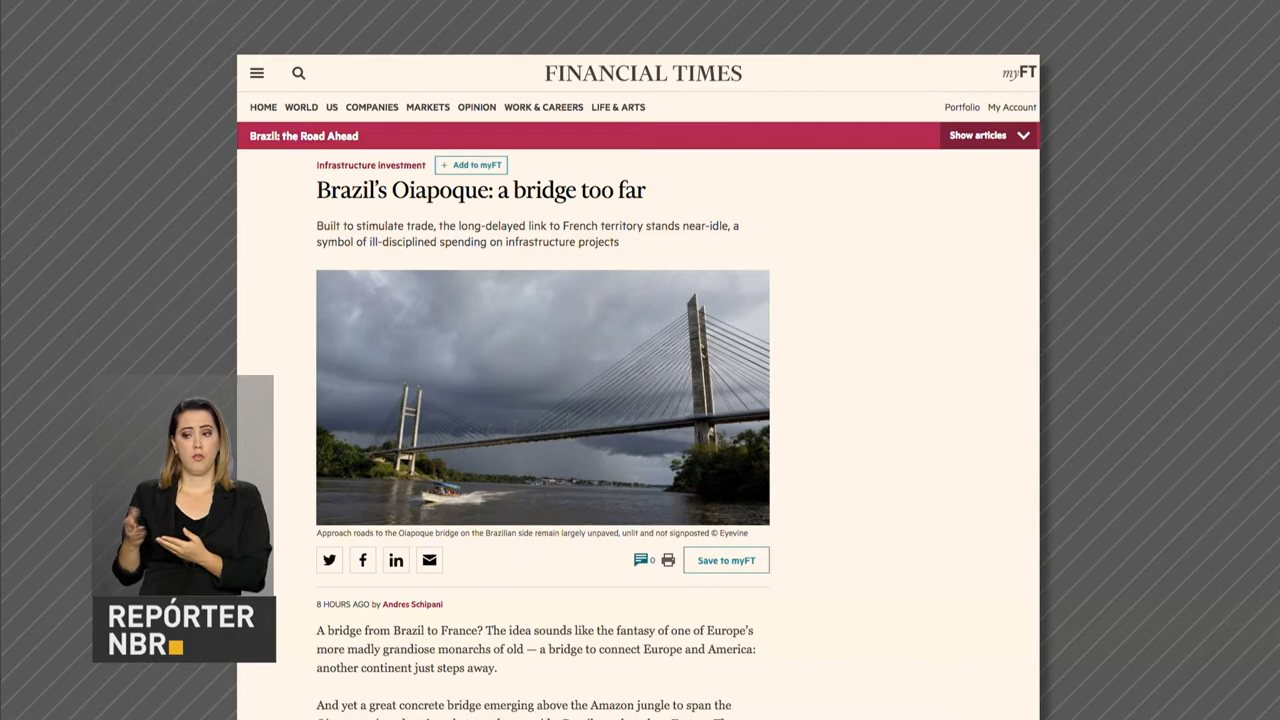 FINANCIAL TIMES
myFT
HOME WORLD US COMPANIES MARKETS OPINION WORK & CAREERS LIFE & ARTS
Portfolio My Account
Brazil: the Road Ahead
Show articles
Infrastructure investment
+ Add to myFT
Brazil's Oiapoque: a bridge too far
Built to stimulate trade, the long-delayed link to French territory stands near-idle, a
symbol of ill-disciplined spending on infrastructure projects
Approach roads to the Oiapoque bridge on the Brazilian side remain largely unpaved, unlit and not signposted © Eyevine
0
Save to myFT
8 HOURS AGO by Andres Schipani
A bridge from Brazil to France? The idea sounds like the fantasy of one of Europe's
more madly grandiose monarchs of old — a bridge to connect Europe and America:
another continent just steps away.
And yet a great concrete bridge emerging above the Amazon jungle to span the
REPÓRTER
NBR